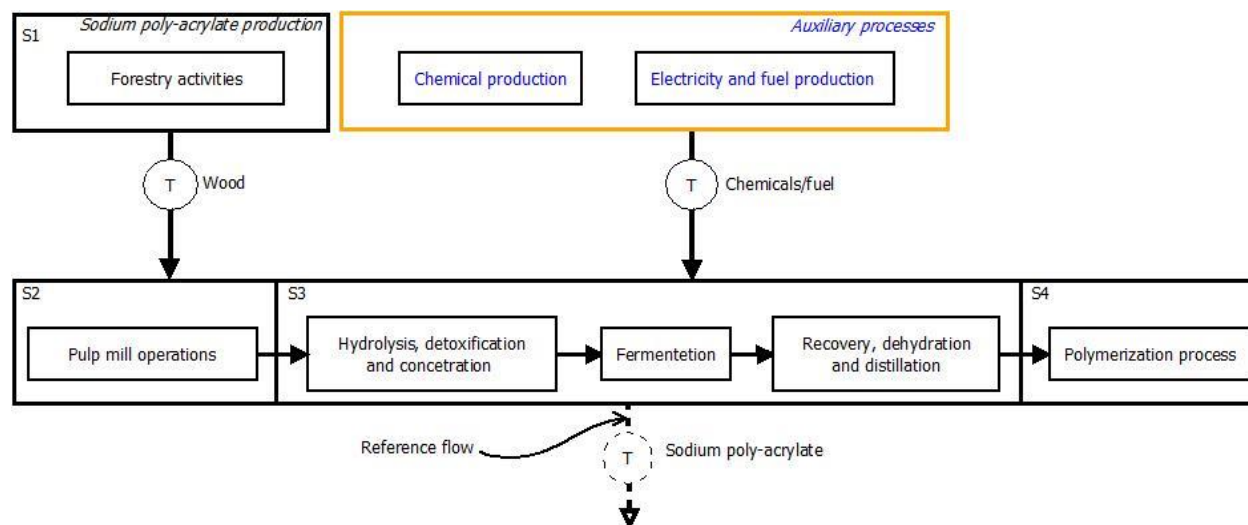 S1
Sodium poly-acrylate production
Forestry activities
Auxiliary processes
Chemical production
Electricity and fuel production
T
Wood
T
Chemicals/fuel
S2
Pulp mill operations
S3
Hydrolysis, detoxification
and concetration
Fermentetion
Recovery, dehydration
and distillation
S4
Polymerization process
Reference flow
T
Sodium poly-acrylate